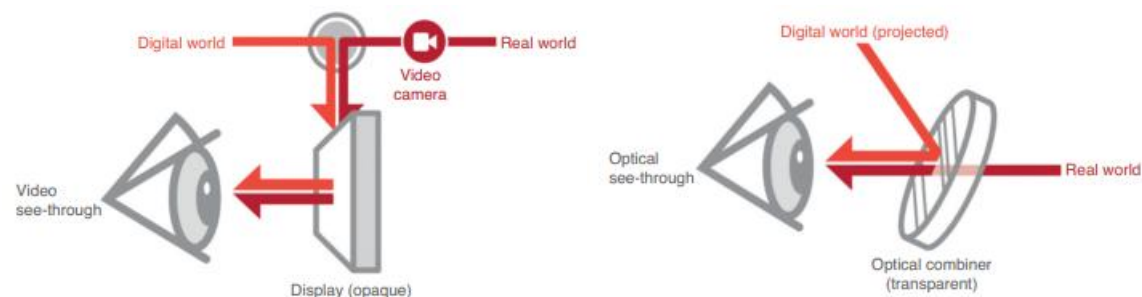 Digital world
Real world
Video
camera
Video
see-through
Display (opaque)
Digital world (projected)
Optical
see-through
Real world
Optical combiner
(transparent)